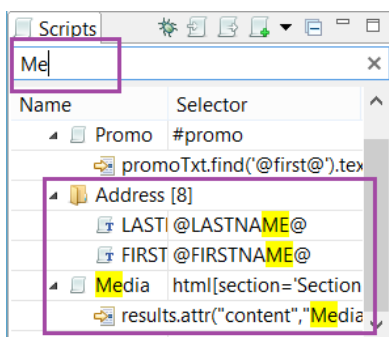 Scripts
Me
Name Selector
Promo #promo
promoTxt.find('@first@').tex
Address [8]
LASTI @LASTNAME@
FIRST @FIRSTNAME@
Media html[section='Section
results.attr("content","Media